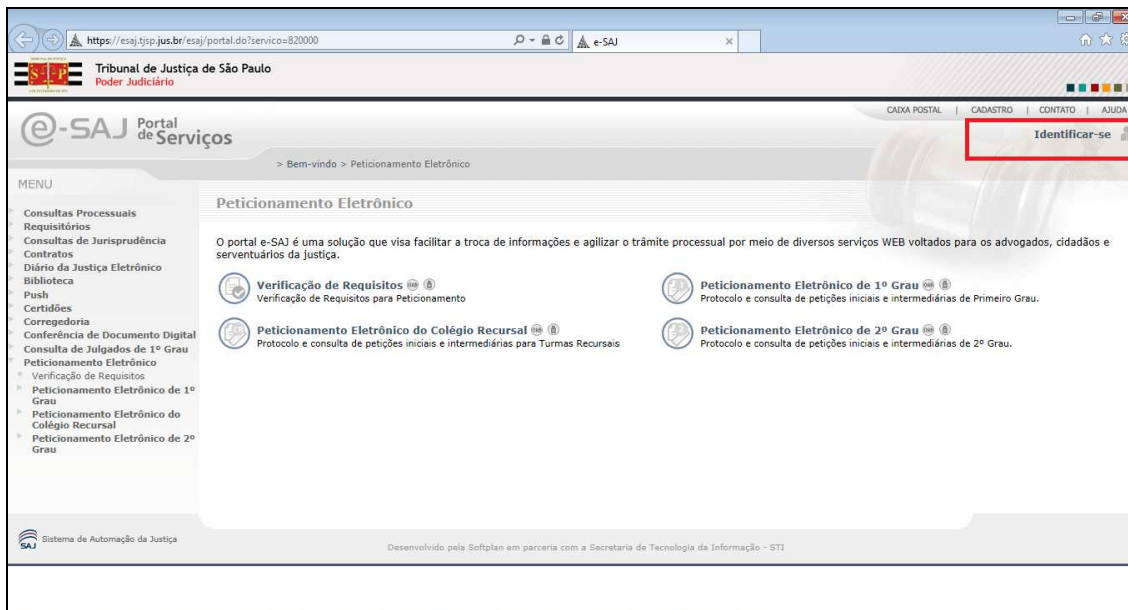 https://esaj.tjsp.jus.br/esaj/portal.do?servico=820000
e-SAJ
Tribunal de Justiça de São Paulo
Poder Judiciário
CAIXA POSTAL | CADASTRO | CONTATO | AJUDA
e-SAJ Portal de Serviços
Identificar-se
> Bem-vindo > Peticionamento Eletrônico
MENU
Consultas Processuais
Requisitórios
Consultas de Jurisprudência
Contratos
Diário da Justiça Eletrônico
Biblioteca
Push
Certidões
Corregedoria
Conferência de Documento Digital
Consulta de Julgados de 1º Grau
Peticionamento Eletrônico
Verificação de Requisitos
Peticionamento Eletrônico de 1º
Grau
Peticionamento Eletrônico do
Colégio Recursal
Peticionamento Eletrônico de 2º
Grau
Peticionamento Eletrônico
O portal e-SAJ é uma solução que visa facilitar a troca de informações e agilizar o trâmite processual por meio de diversos serviços WEB voltados para os advogados, cidadãos e
serventuários da justiça.
Verificação de Requisitos
Verificação de Requisitos para Peticionamento
Peticionamento Eletrônico de 1º Grau
Protocolo e consulta de petições iniciais e intermediárias de Primeiro Grau.
Peticionamento Eletrônico do Colégio Recursal
Protocolo e consulta de petições iniciais e intermediárias para Turmas Recursais
Peticionamento Eletrônico de 2º Grau
Protocolo e consulta de petições iniciais e intermediárias de 2º Grau.
SAJ Sistema de Automação da Justiça
Desenvolvido pela Softplan em parceria com a Secretaria de Tecnologia da Informação - STI